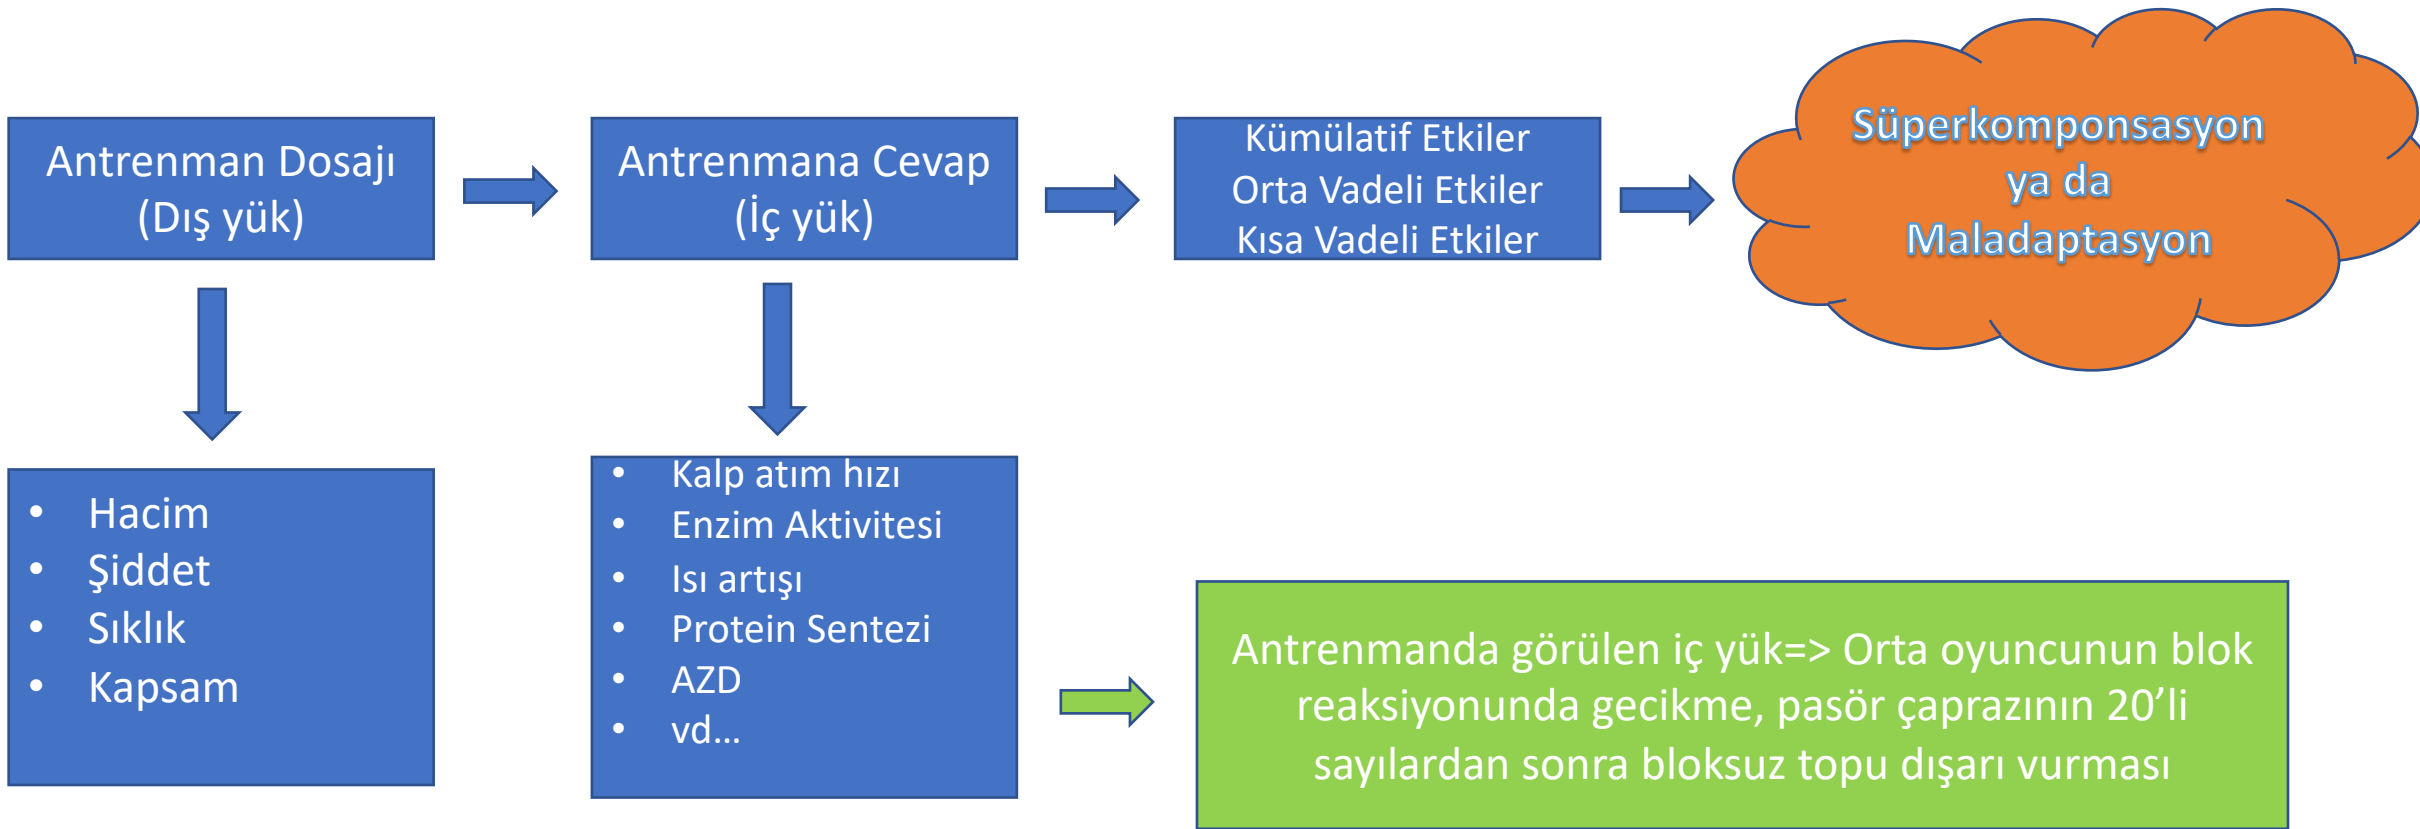 Antrenman Dosajı
(Dış yük)
Antrenmana Cevap
(İç yük)
Kümülatif Etkiler
Orta Vadeli Etkiler
Kısa Vadeli Etkiler
Süperkomponsasyon
ya da
Maladaptasyon
• Hacim
• Şiddet
• Sıklık
• Kapsam
• Kalp atım hızı
• Enzim Aktivitesi
• Isı artışı
• Protein Sentezi
• AZD
• vd...
Antrenmanda görülen iç yük=> Orta oyuncunun blok
reaksiyonunda gecikme, pasör çaprazının 20’li
sayılardan sonra bloksuz topu dışarı vurması